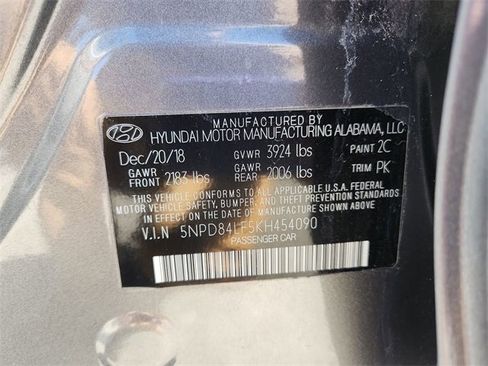 MANUFACTURED BY
HYUNDAI MOTOR MANUFACTURING ALABAMA, LLC
Dec/20/18 GVWR 3924 lbs PAINT 2C
GAWR FRONT 2183 lbs GAWR REAR 2006 lbs TRIM PK
THIS VEHICLE CONFORMS TO ALL APPLICABLE U.S.A. FEDERAL
MOTOR VEHICLE SAFETY, BUMPER, AND THEFT PREVENTION
STANDARDS IN EFFECT ON THE DATE OF MANUFACTURE SHOWN ABOVE.
V.I.N 5NPD84LF5KH454090
PASSENGER CAR